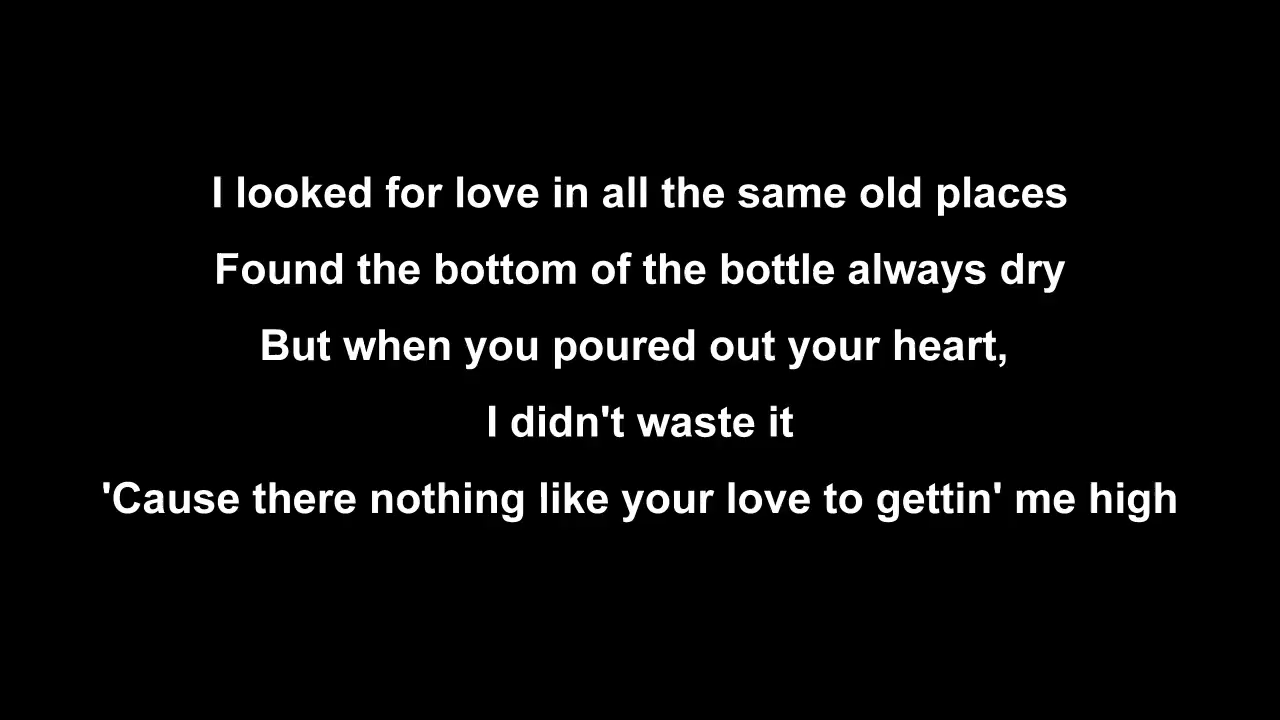 I looked for love in all the same old places
Found the bottom of the bottle always dry
But when you poured out your heart,
I didn't waste it
'Cause there nothing like your love to gettin' me high